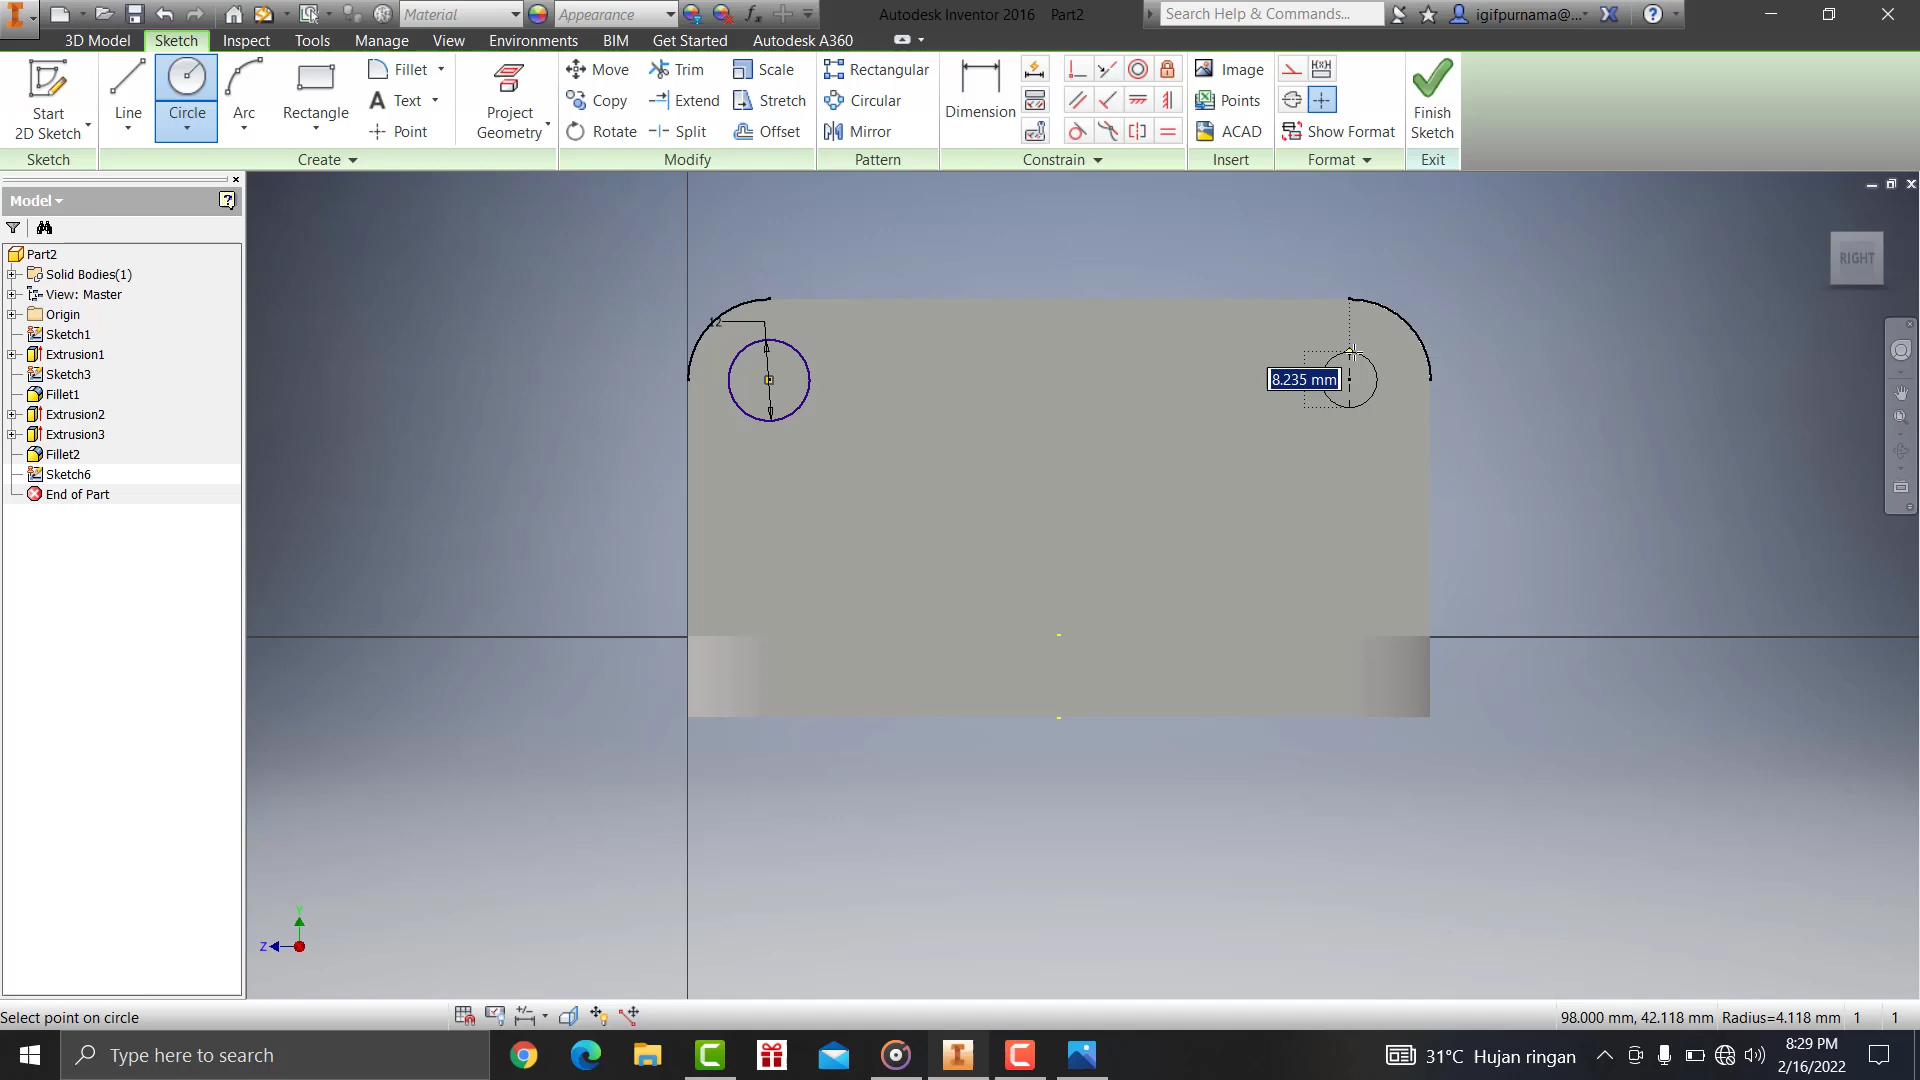 Material
Appearance
Autodesk Inventor 2016 Part2
Search Help & Commands...
igifpurnama@...
3D Model
Sketch
Inspect
Tools
Manage
View
Environments
BIM
Get Started
Autodesk A360
Start
2D Sketch
Line
Circle
Arc
Rectangle
Fillet
Text
Point
Project
Geometry
Move
Copy
Rotate
Trim
Extend
Split
Scale
Stretch
Offset
Rectangular
Circular
Mirror
Dimension
Image
Points
ACAD
Show Format
Finish
Sketch
Sketch
Create
Modify
Pattern
Constrain
Insert
Format
Exit
Model
Part2
Solid Bodies(1)
View: Master
Origin
Sketch1
Extrusion1
Sketch3
Fillet1
Extrusion2
Extrusion3
Fillet2
Sketch6
End of Part
RIGHT
12
8.235 mm
Y
Z
Select point on circle
98.000 mm, 42.118 mm Radius=4.118 mm 1 1
Type here to search
31°C Hujan ringan
8:29 PM
2/16/2022